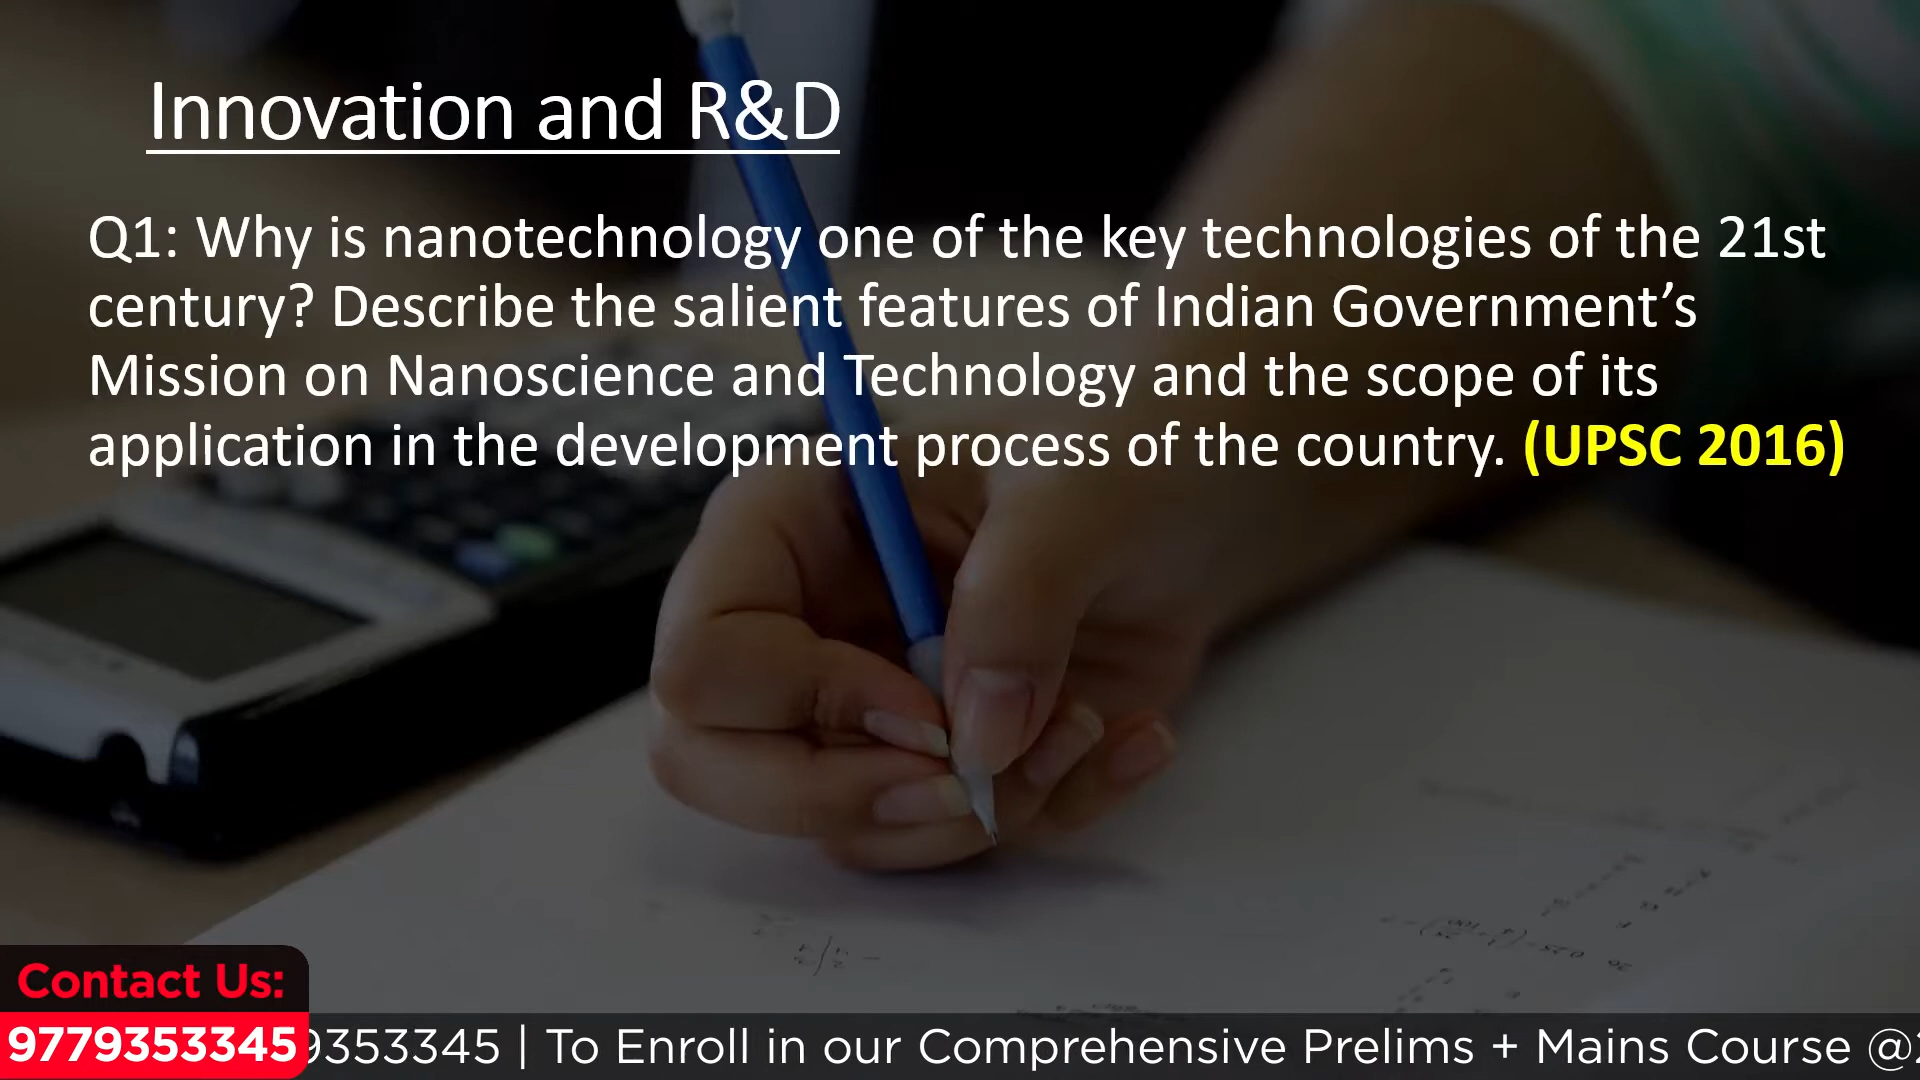 Innovation and R&D
Q1: Why is nanotechnology one of the key technologies of the 21st
century? Describe the salient features of Indian Government’s
Mission on Nanoscience and Technology and the scope of its
application in the development process of the country. (UPSC 2016)
Contact Us:
9779353345
9353345 | To Enroll in our Comprehensive Prelims + Mains Course @